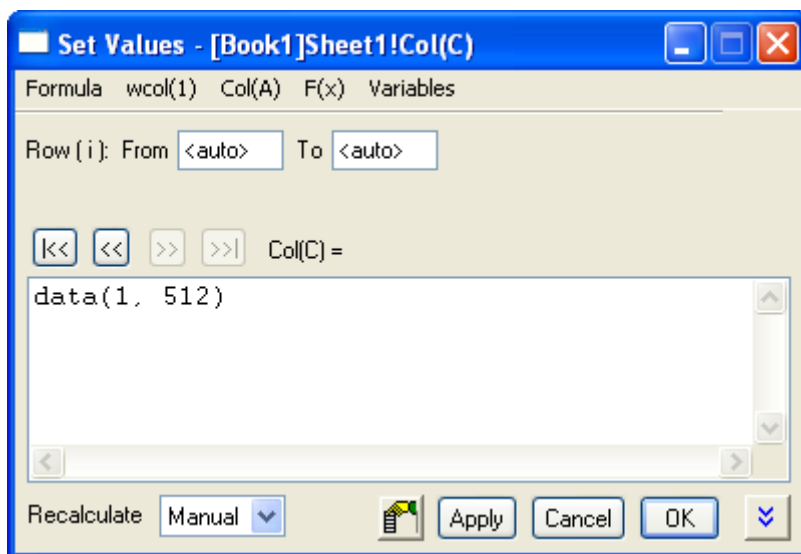 Set Values - [Book1]Sheet1!Col(C)
Formula wcol(1) Col(A) F(x) Variables
Row (i): From <auto> To <auto>
|<< << >> >>| Col(C) =
data(1, 512)
Recalculate Manual Apply Cancel OK